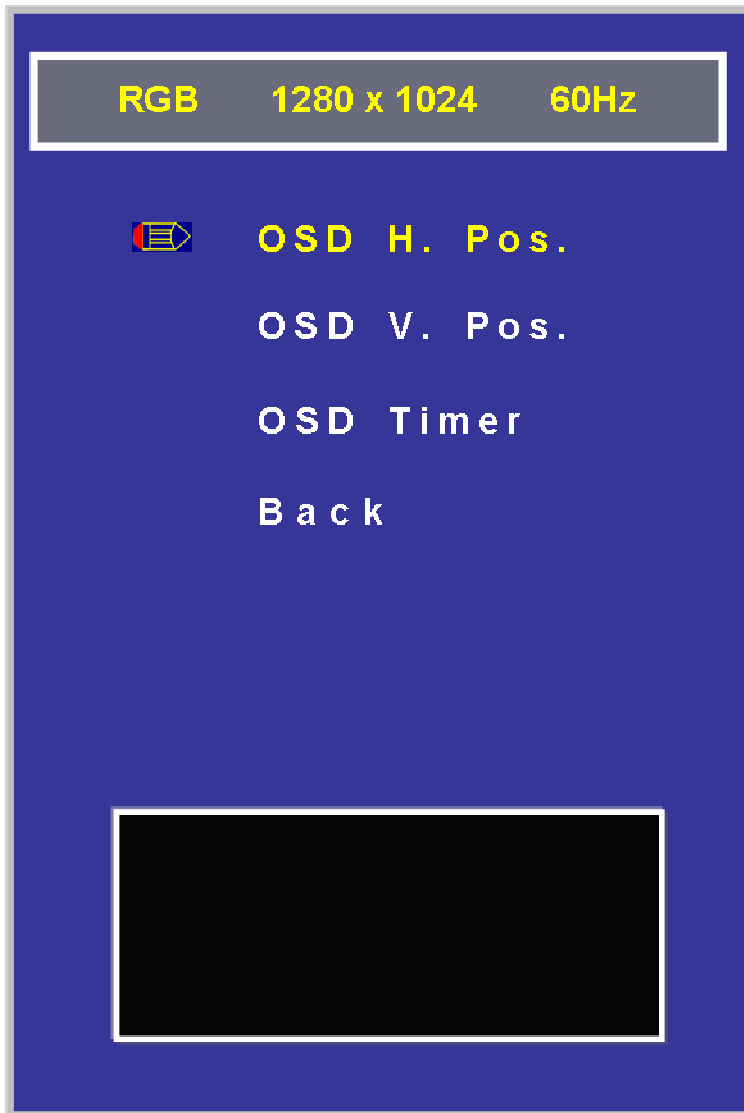 RGB 1280 x 1024 60Hz
OSD H. Pos.
OSD V. Pos.
OSD Timer
Back